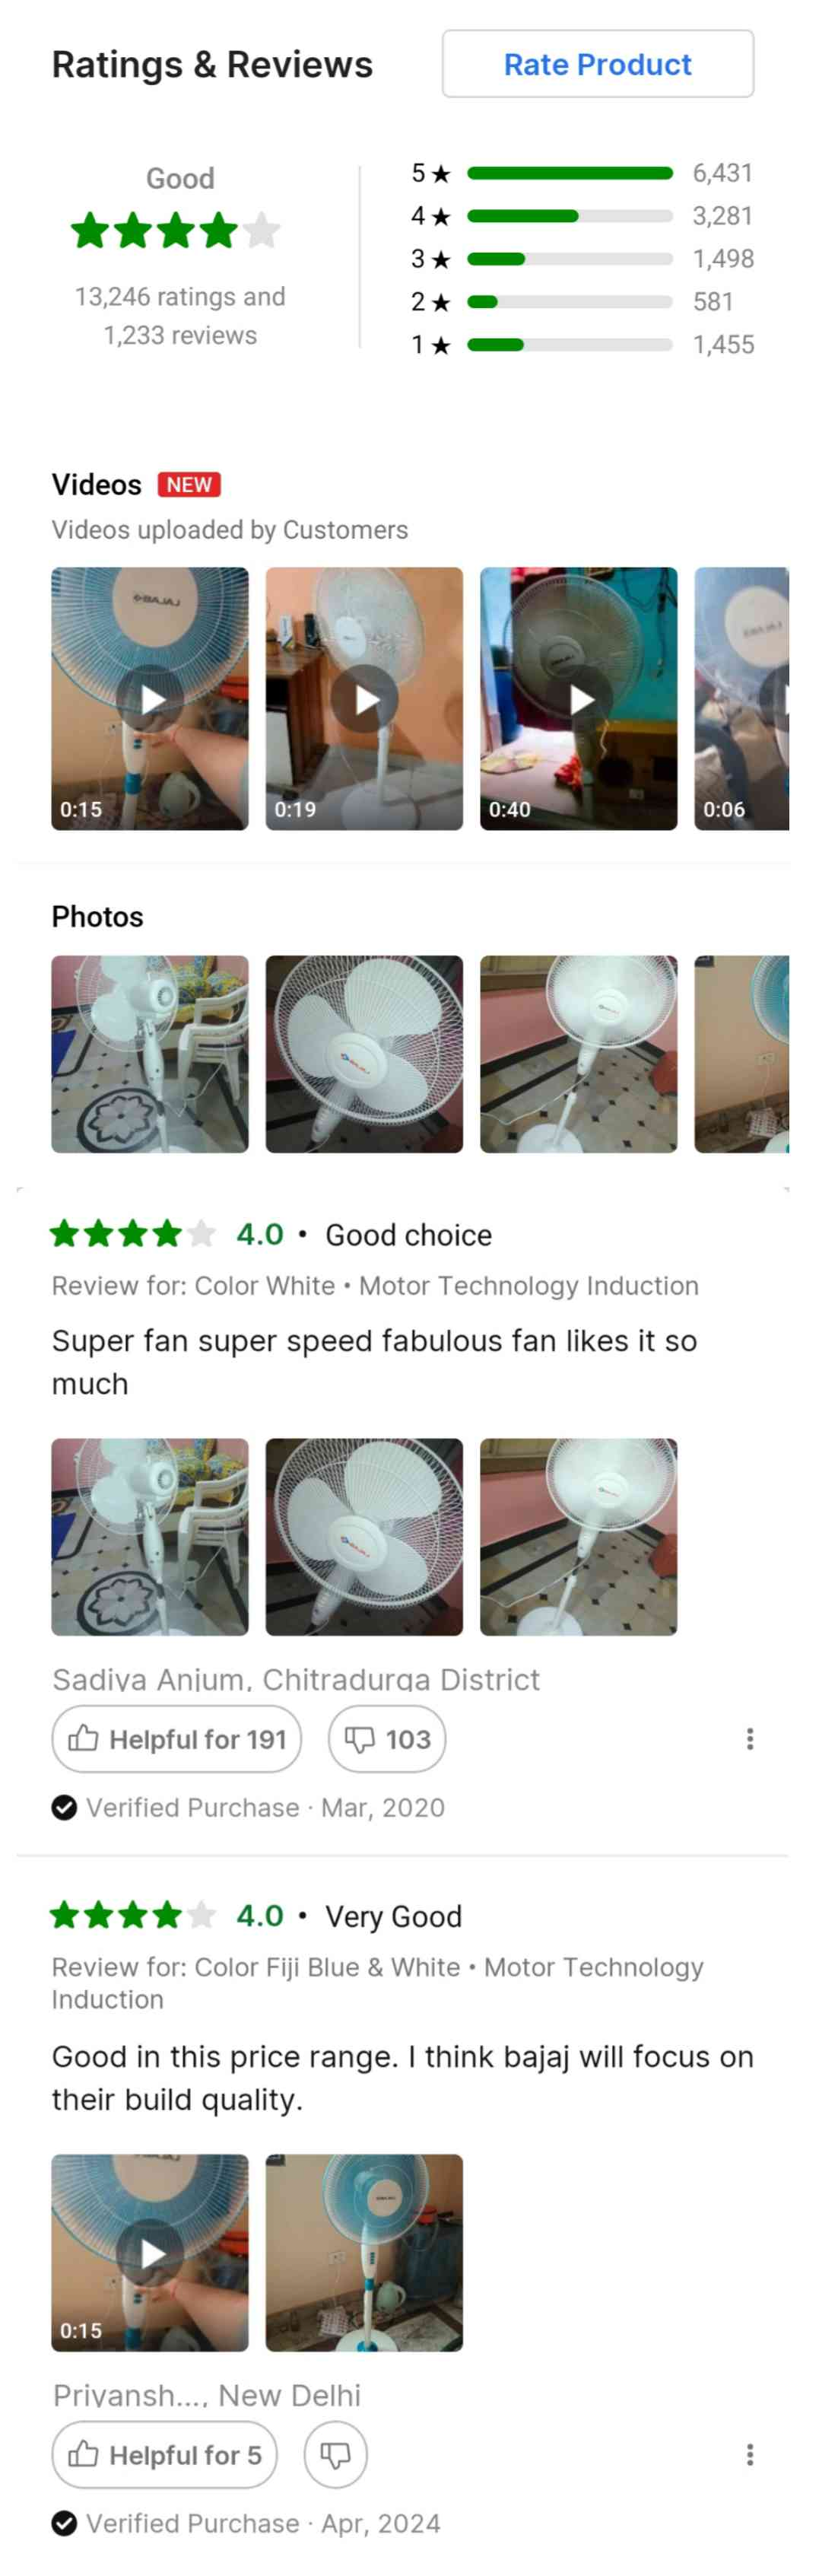 Ratings & Reviews
Rate Product
Good
13,246 ratings and
1,233 reviews
5★ 6,431
4★ 3,281
3★ 1,498
2★ 581
1★ 1,455
Videos NEW
Videos uploaded by Customers
BAJAJ
0:15
0:19
0:40
0:06
Photos
BAJAJ
4.0 • Good choice
Review for: Color White • Motor Technology Induction
Super fan super speed fabulous fan likes it so
much
BAJAJ
Sadiya Anjum, Chitradurga District
Helpful for 191
103
Verified Purchase · Mar, 2020
4.0 • Very Good
Review for: Color Fiji Blue & White • Motor Technology
Induction
Good in this price range. I think bajaj will focus on
their build quality.
BAJAJ
0:15
Priyansh..., New Delhi
Helpful for 5
Verified Purchase · Apr, 2024